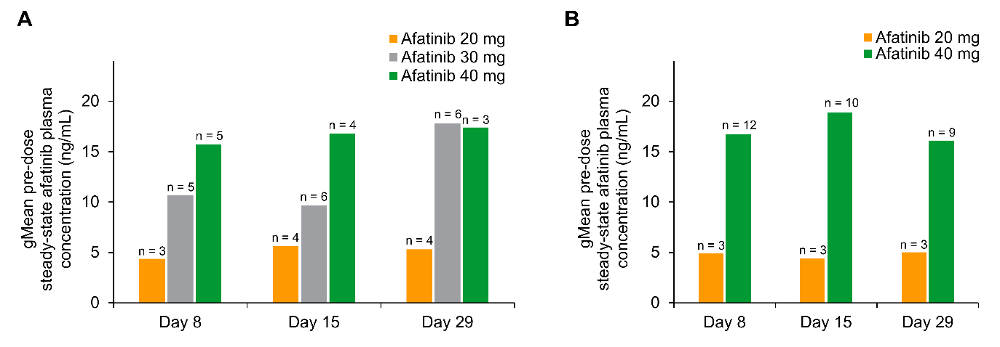 A
Afatinib 20 mg
Afatinib 30 mg
Afatinib 40 mg
gMean pre-dose
steady-state afatinib plasma
concentration (ng/mL)
20
15
10
5
0
n = 3
n = 5
n = 5
n = 4
n = 6
n = 4
n = 4
n = 6
n = 3
Day 8
Day 15
Day 29
B
Afatinib 20 mg
Afatinib 40 mg
gMean pre-dose
steady-state afatinib plasma
concentration (ng/mL)
20
15
10
5
0
n = 3
n = 12
n = 3
n = 10
n = 3
n = 9
Day 8
Day 15
Day 29